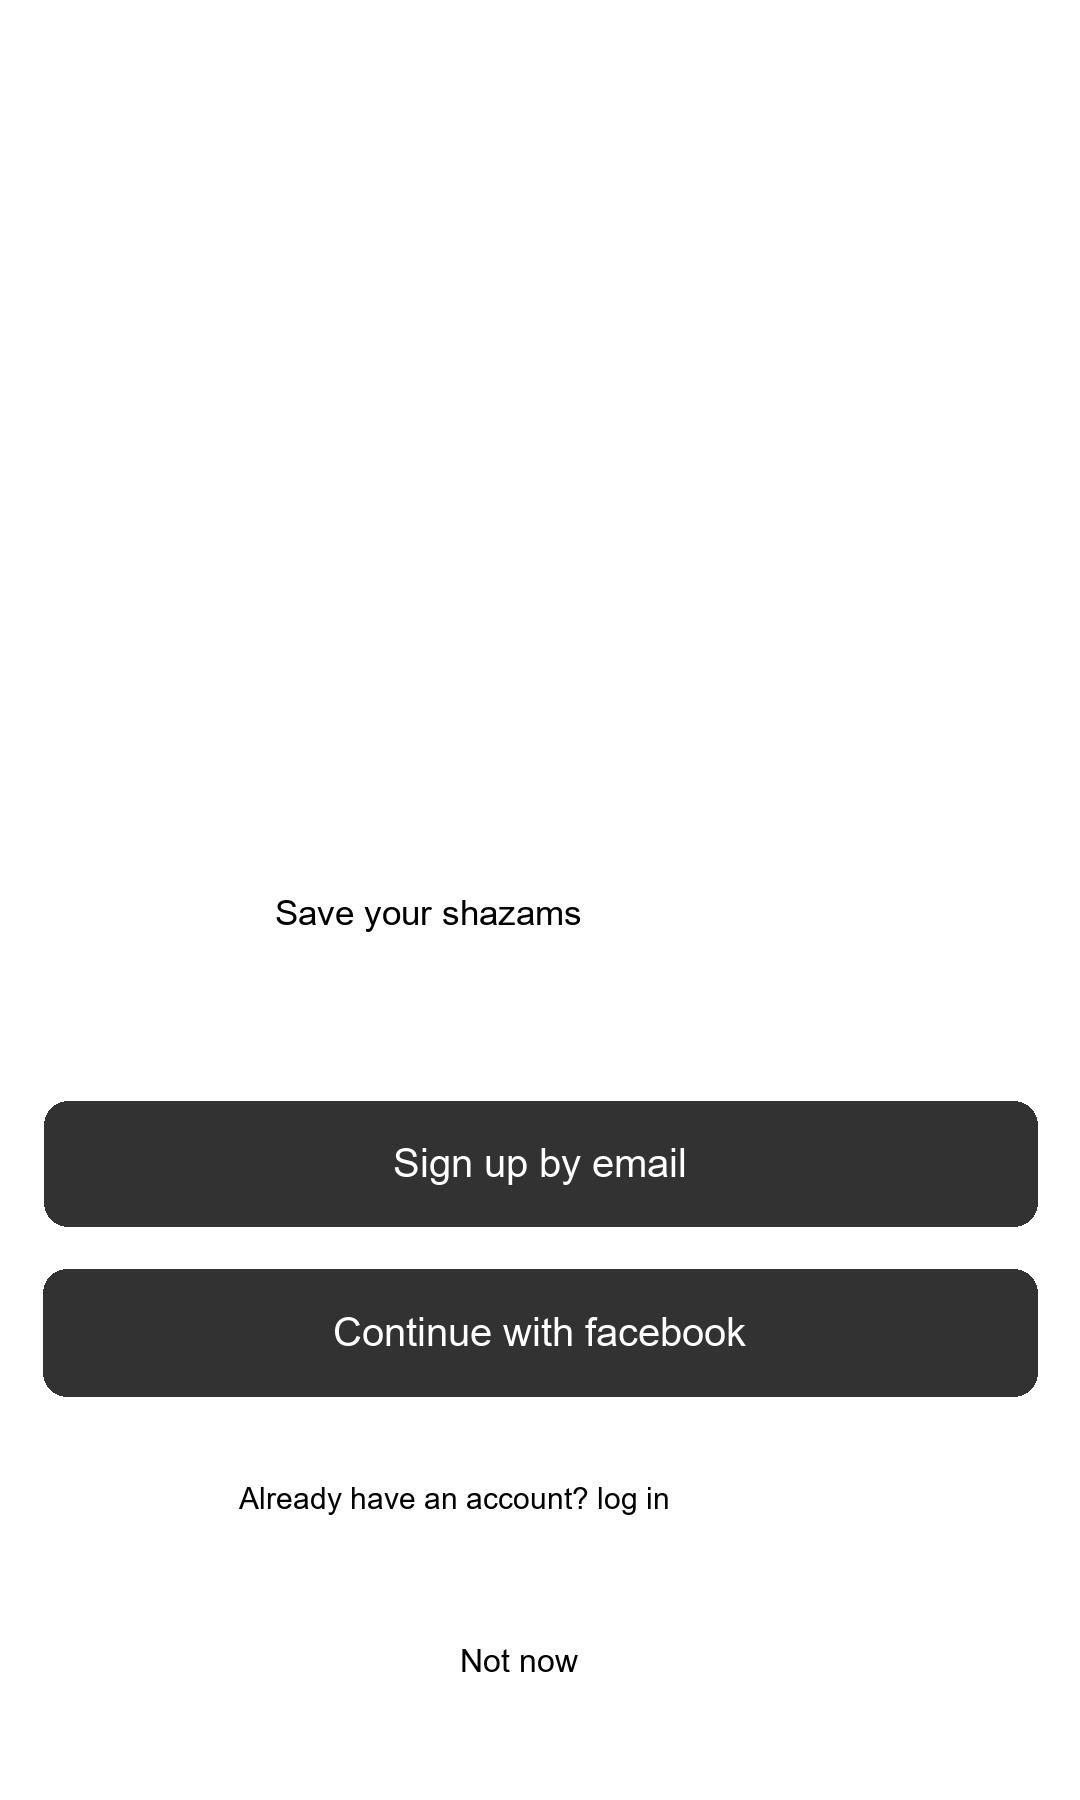 Save your shazams
Sign up by email
Continue with facebook
Already have an account? log in
Not now